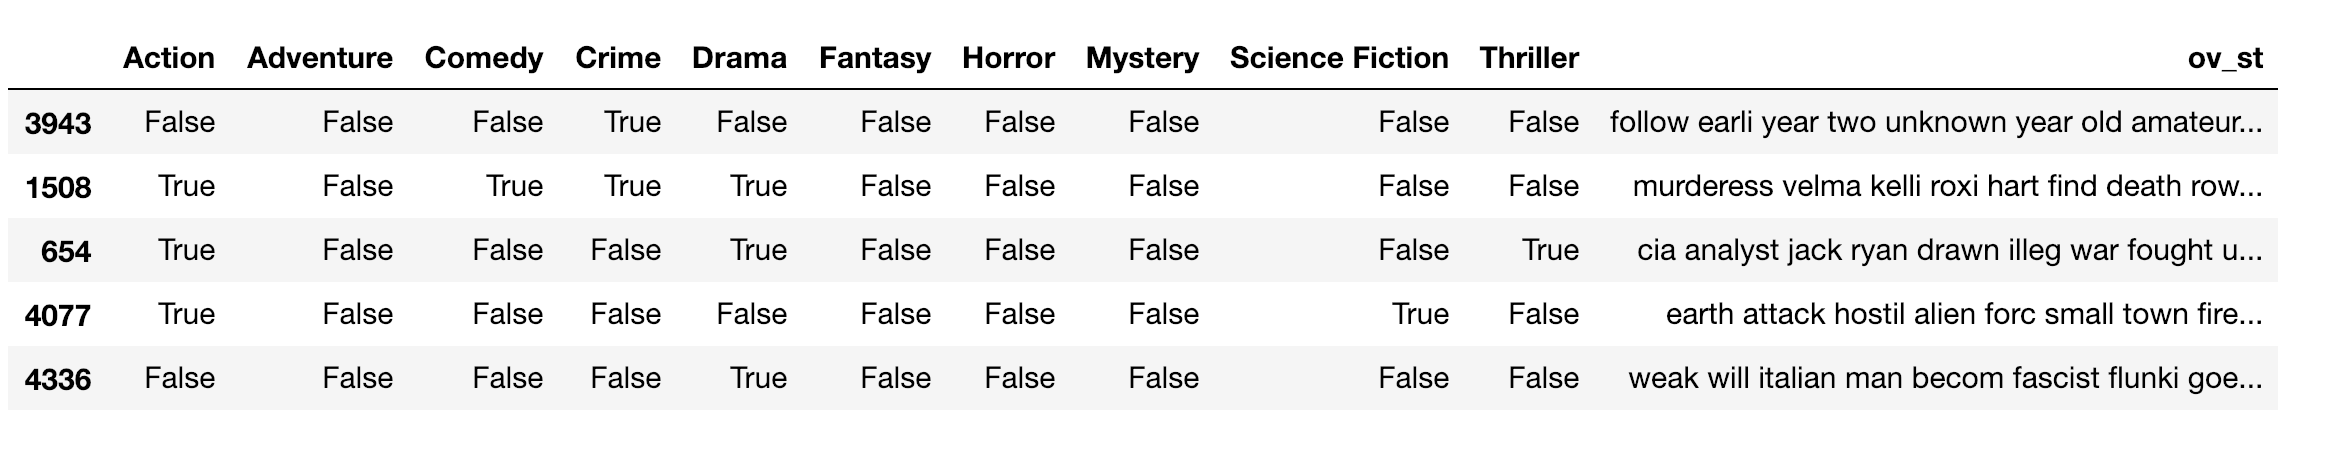 Action Adventure Comedy Crime Drama Fantasy Horror Mystery Science Fiction Thriller ov_st
3943 False False False True False False False False False False follow earli year two unknown year old amateur...
1508 True False True True True False False False False False murderess velma kelli roxi hart find death row...
654 True False False False True False False False False True cia analyst jack ryan drawn illeg war fought u...
4077 True False False False False False False False True False earth attack hostil alien forc small town fire...
4336 False False False False True False False False False False weak will italian man becom fascist flunki goe...